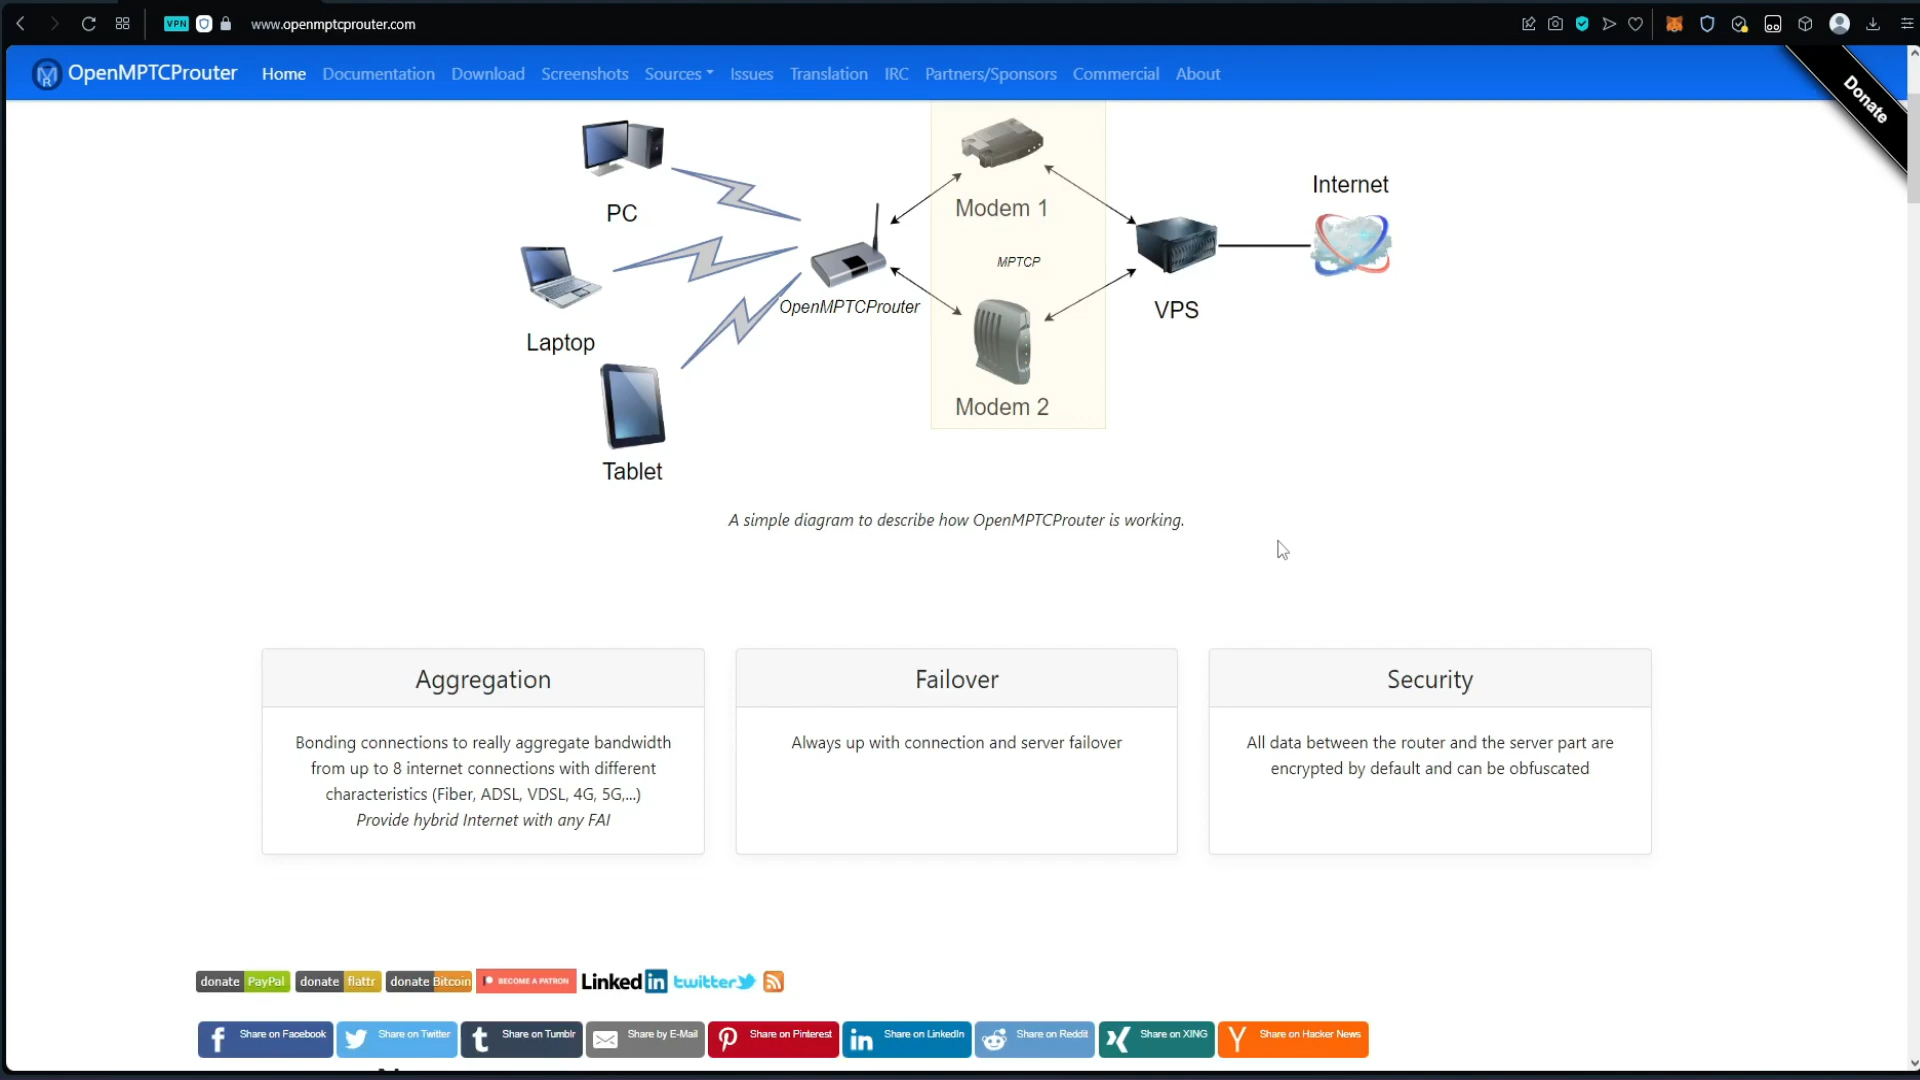 VPN
www.openmptcprouter.com
OpenMPTCProuter Home Documentation Download Screenshots Sources Issues Translation IRC Partners/Sponsors Commercial About
Donate
PC
Laptop
Tablet
OpenMPTCProuter
Modem 1
MPTCP
Modem 2
VPS
Internet
A simple diagram to describe how OpenMPTCProuter is working.
Aggregation
Bonding connections to really aggregate bandwidth
from up to 8 internet connections with different
characteristics (Fiber, ADSL, VDSL, 4G, 5G,...)
Provide hybrid Internet with any FAI
Failover
Always up with connection and server failover
Security
All data between the router and the server part are
encrypted by default and can be obfuscated
donate PayPal donate flattr donate Bitcoin BECOME A PATRON Linked in twitter
Share on Facebook Share on Twitter Share on Tumblr Share by E-Mail Share on Pinterest Share on LinkedIn Share on Reddit Share on XING Share on Hacker News